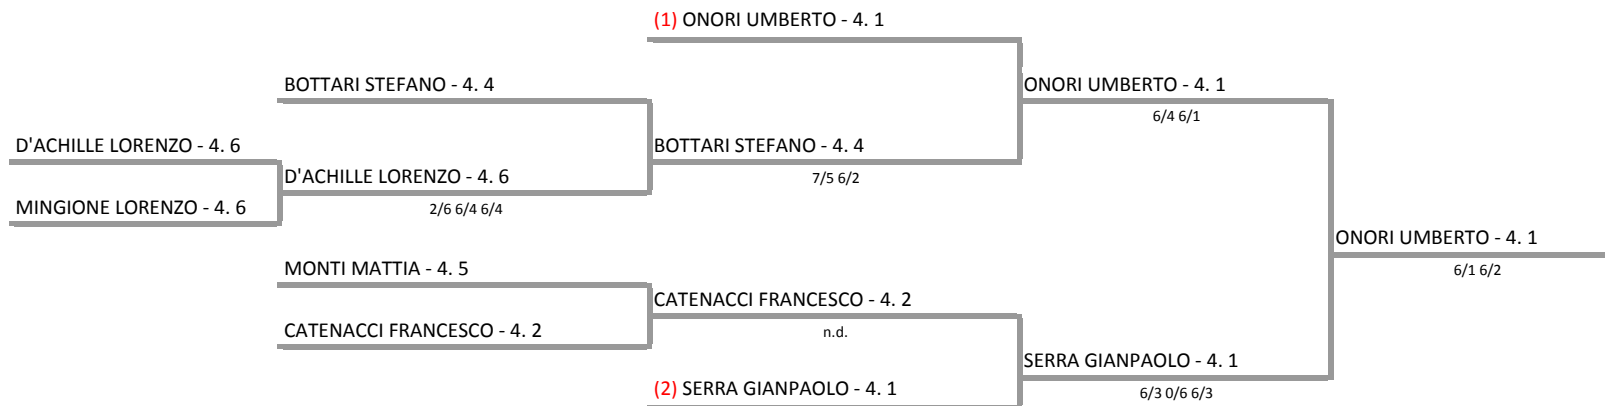 (1) ONORI UMBERTO - 4. 1
BOTTARI STEFANO - 4. 4
ONORI UMBERTO - 4. 1
6/4 6/1
D'ACHILLE LORENZO - 4. 6
BOTTARI STEFANO - 4. 4
7/5 6/2
D'ACHILLE LORENZO - 4. 6
2/6 6/4 6/4
MINGIONE LORENZO - 4. 6
ONORI UMBERTO - 4. 1
6/1 6/2
MONTI MATTIA - 4. 5
CATENACCI FRANCESCO - 4. 2
n.d.
CATENACCI FRANCESCO - 4. 2
SERRA GIANPAOLO - 4. 1
6/3 0/6 6/3
(2) SERRA GIANPAOLO - 4. 1